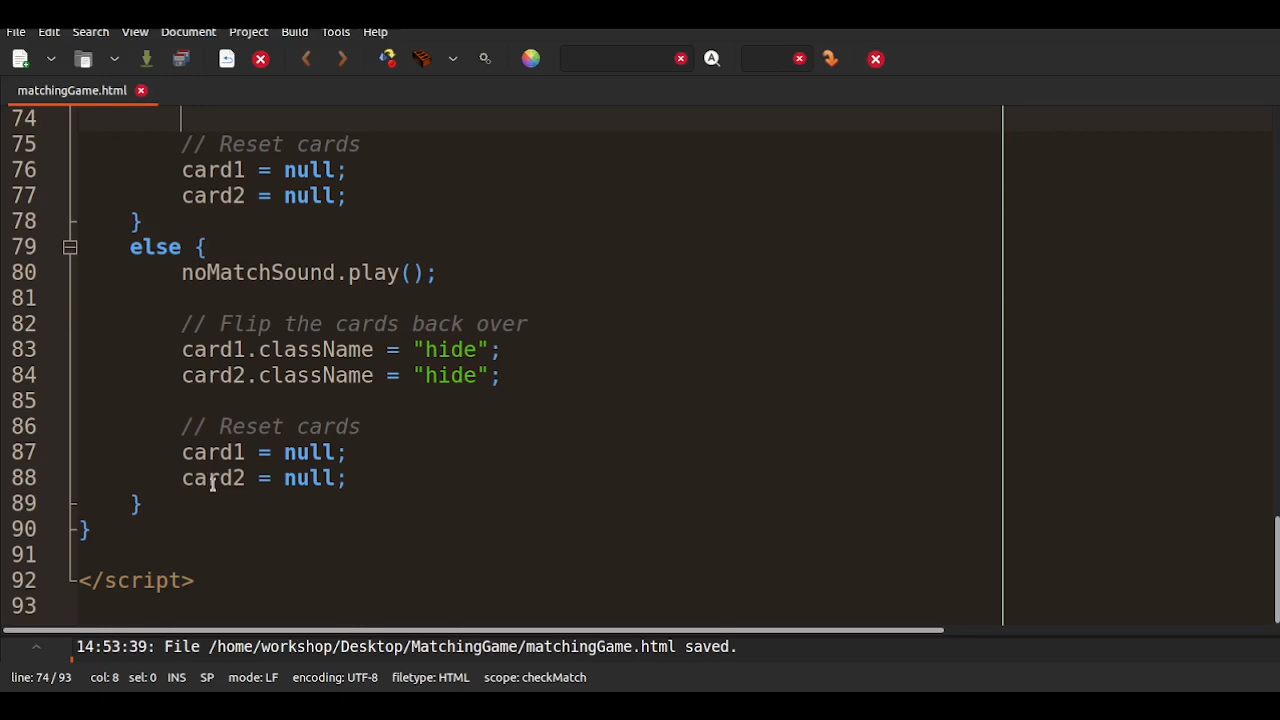 File Edit Search View Document Project Build Tools Help
matchingGame.html
74
75 // Reset cards
76 card1 = null;
77 card2 = null;
78 }
79 else {
80 noMatchSound.play();
81
82 // Flip the cards back over
83 card1.className = "hide";
84 card2.className = "hide";
85
86 // Reset cards
87 card1 = null;
88 card2 = null;
89 }
90 }
91
92 </script>
93
14:53:39: File /home/workshop/Desktop/MatchingGame/matchingGame.html saved.
line: 74 / 93 col: 8 sel: 0 INS SP mode: LF encoding: UTF-8 filetype: HTML scope: checkMatch